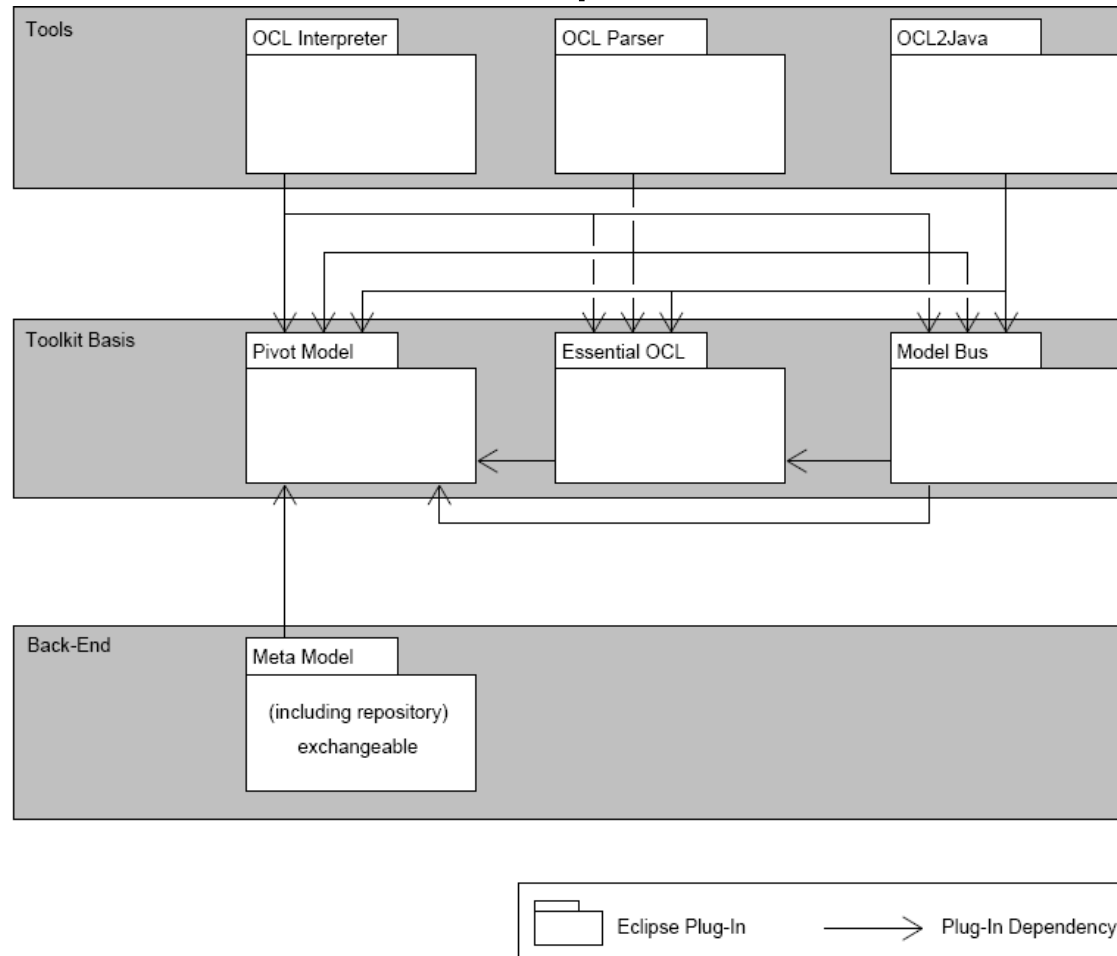 Tools
OCL Interpreter
OCL Parser
OCL2Java
Toolkit Basis
Pivot Model
Essential OCL
Model Bus
Back-End
Meta Model
(including repository)
exchangeable
Eclipse Plug-In
Plug-In Dependency